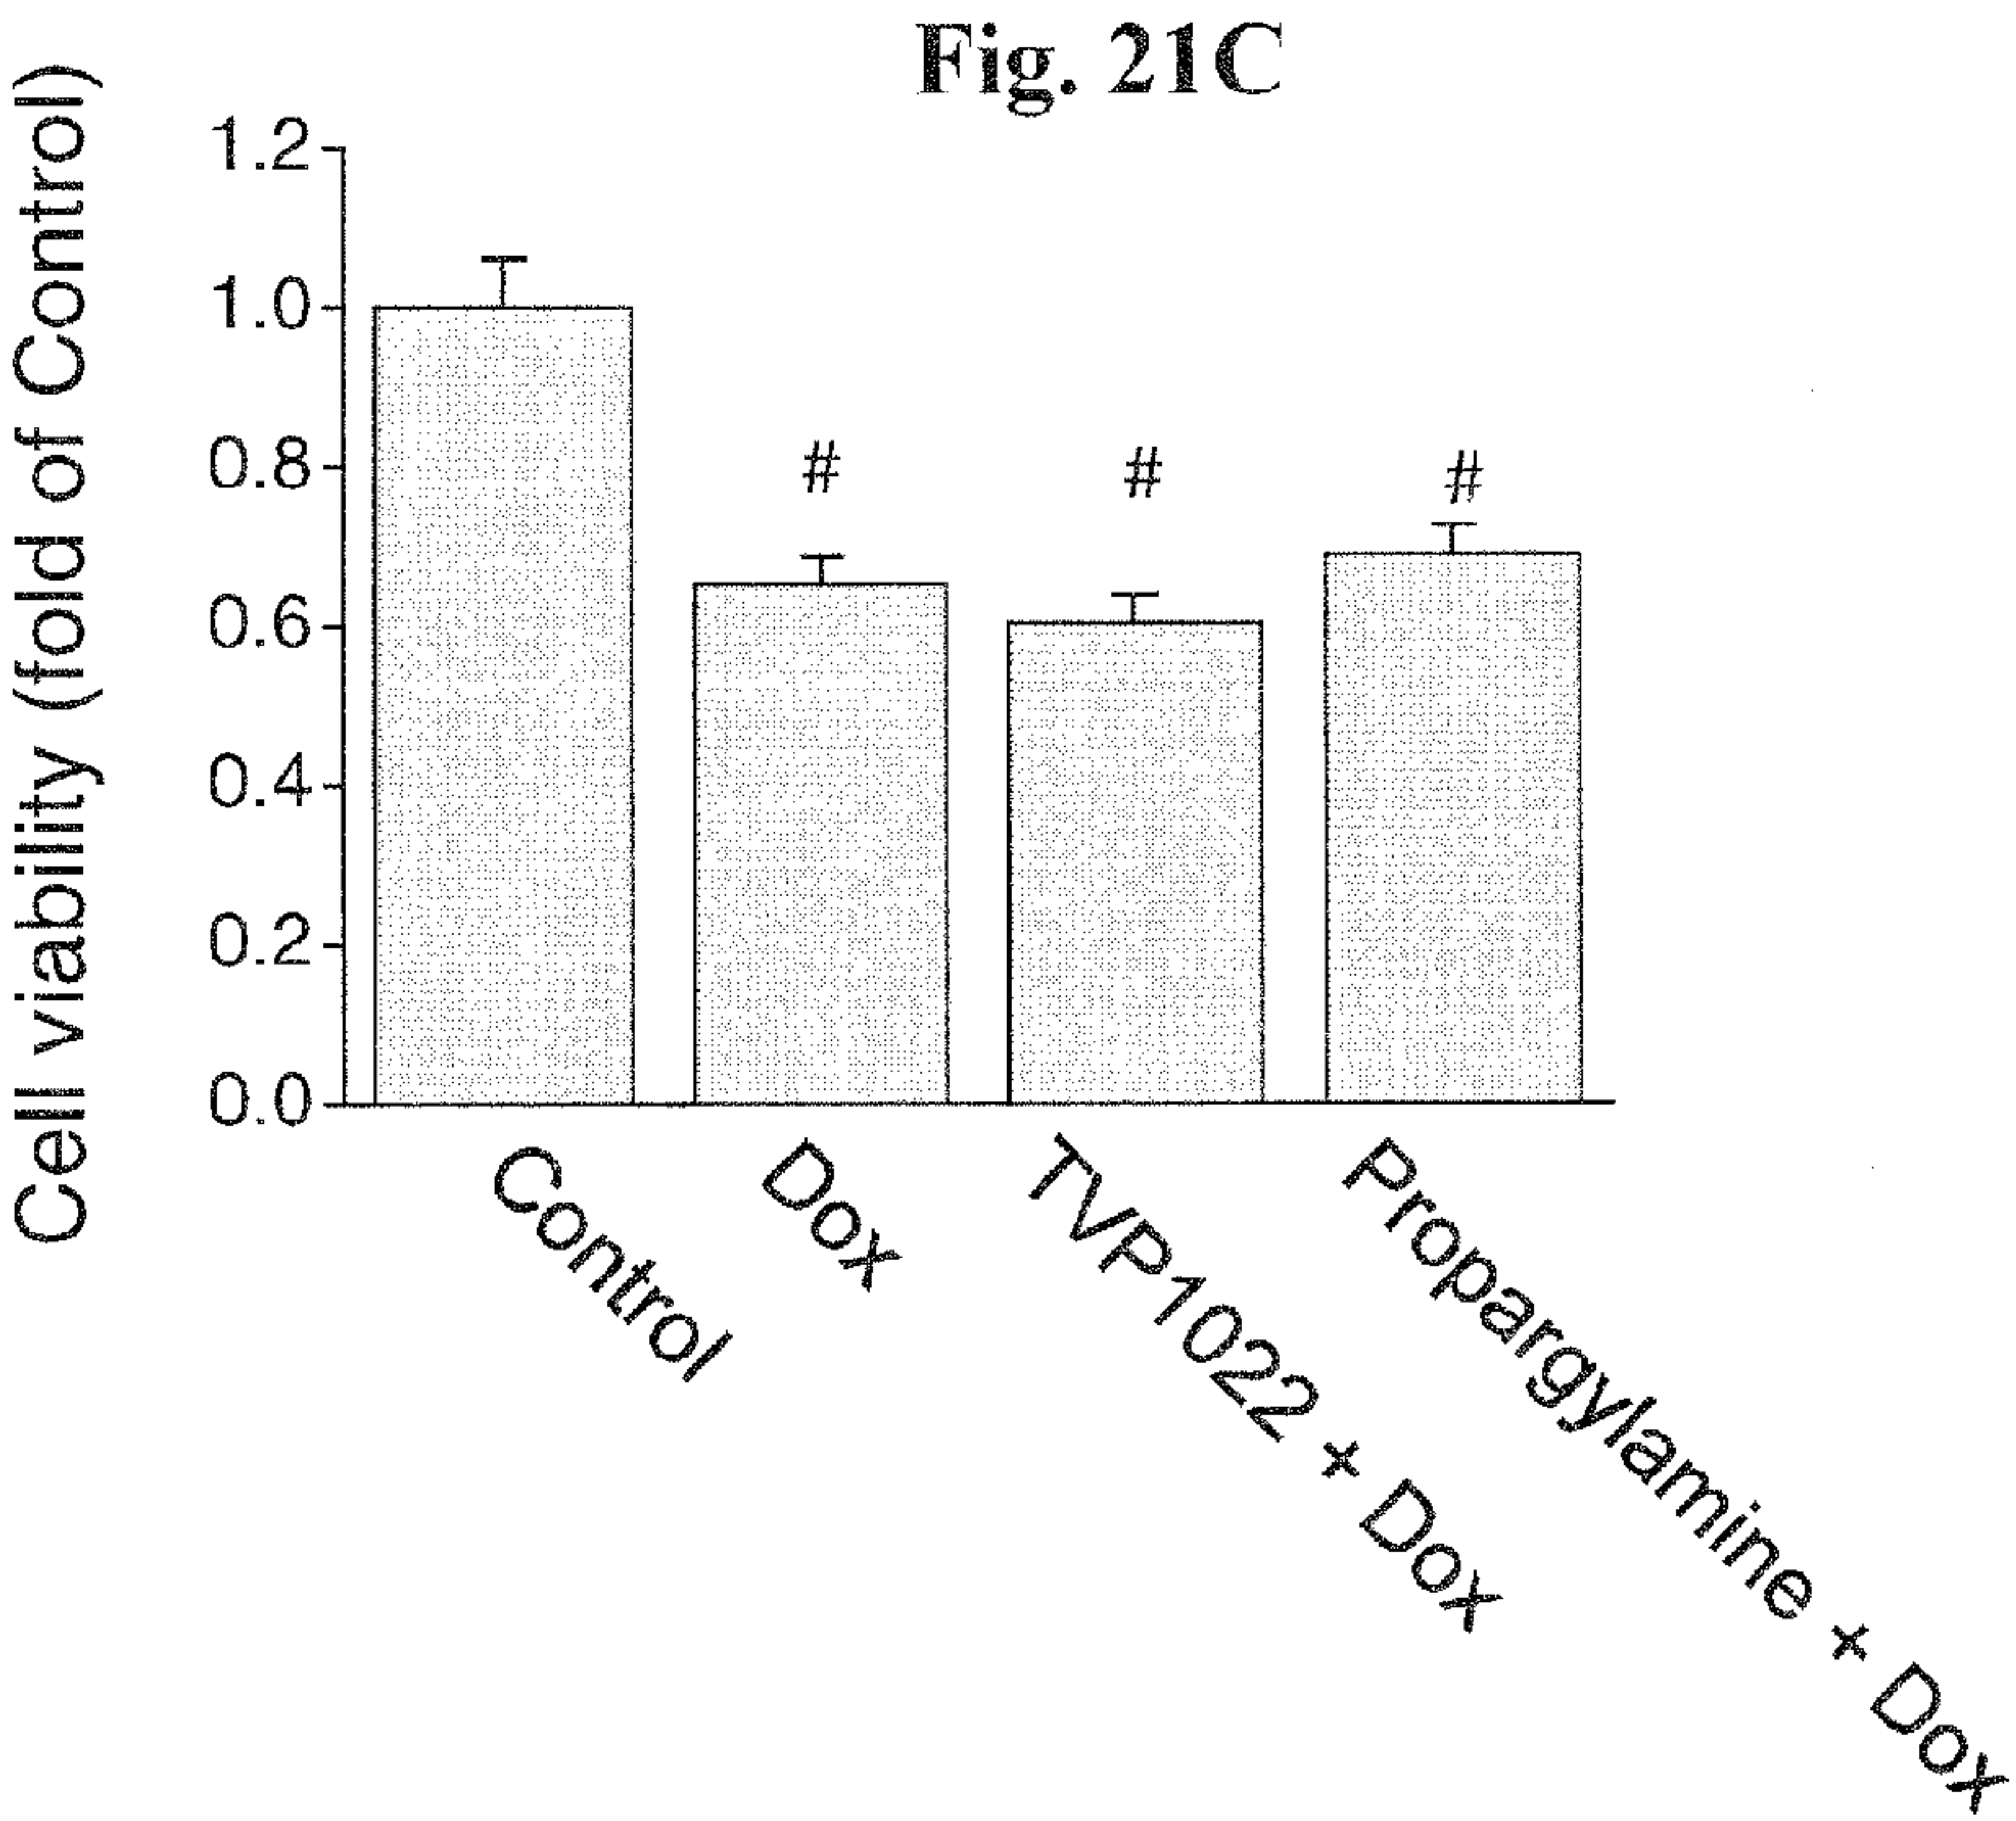 Fig. 21C
Cell viability (fold of Control)
1.2
1.0
0.8
0.6
0.4
0.2
0.0
#
#
#
Control
Dox
TVP1022 + Dox
Propargylamine + Dox